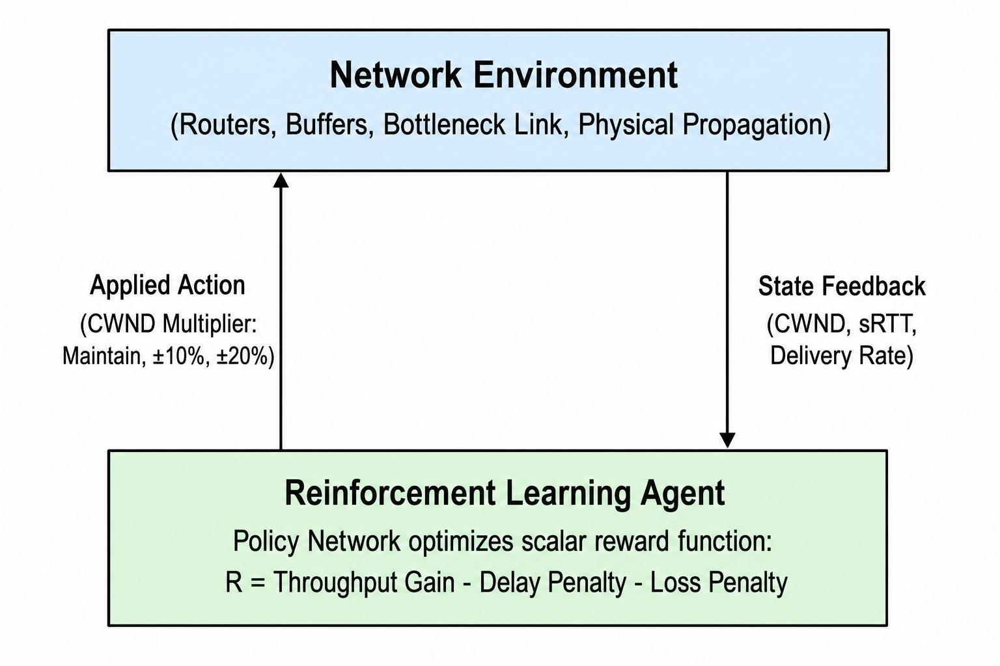 Network Environment
(Routers, Buffers, Bottleneck Link, Physical Propagation)
Applied Action
(CWND Multiplier:
Maintain, ±10%, ±20%)
State Feedback
(CWND, sRTT,
Delivery Rate)
Reinforcement Learning Agent
Policy Network optimizes scalar reward function:
R = Throughput Gain - Delay Penalty - Loss Penalty